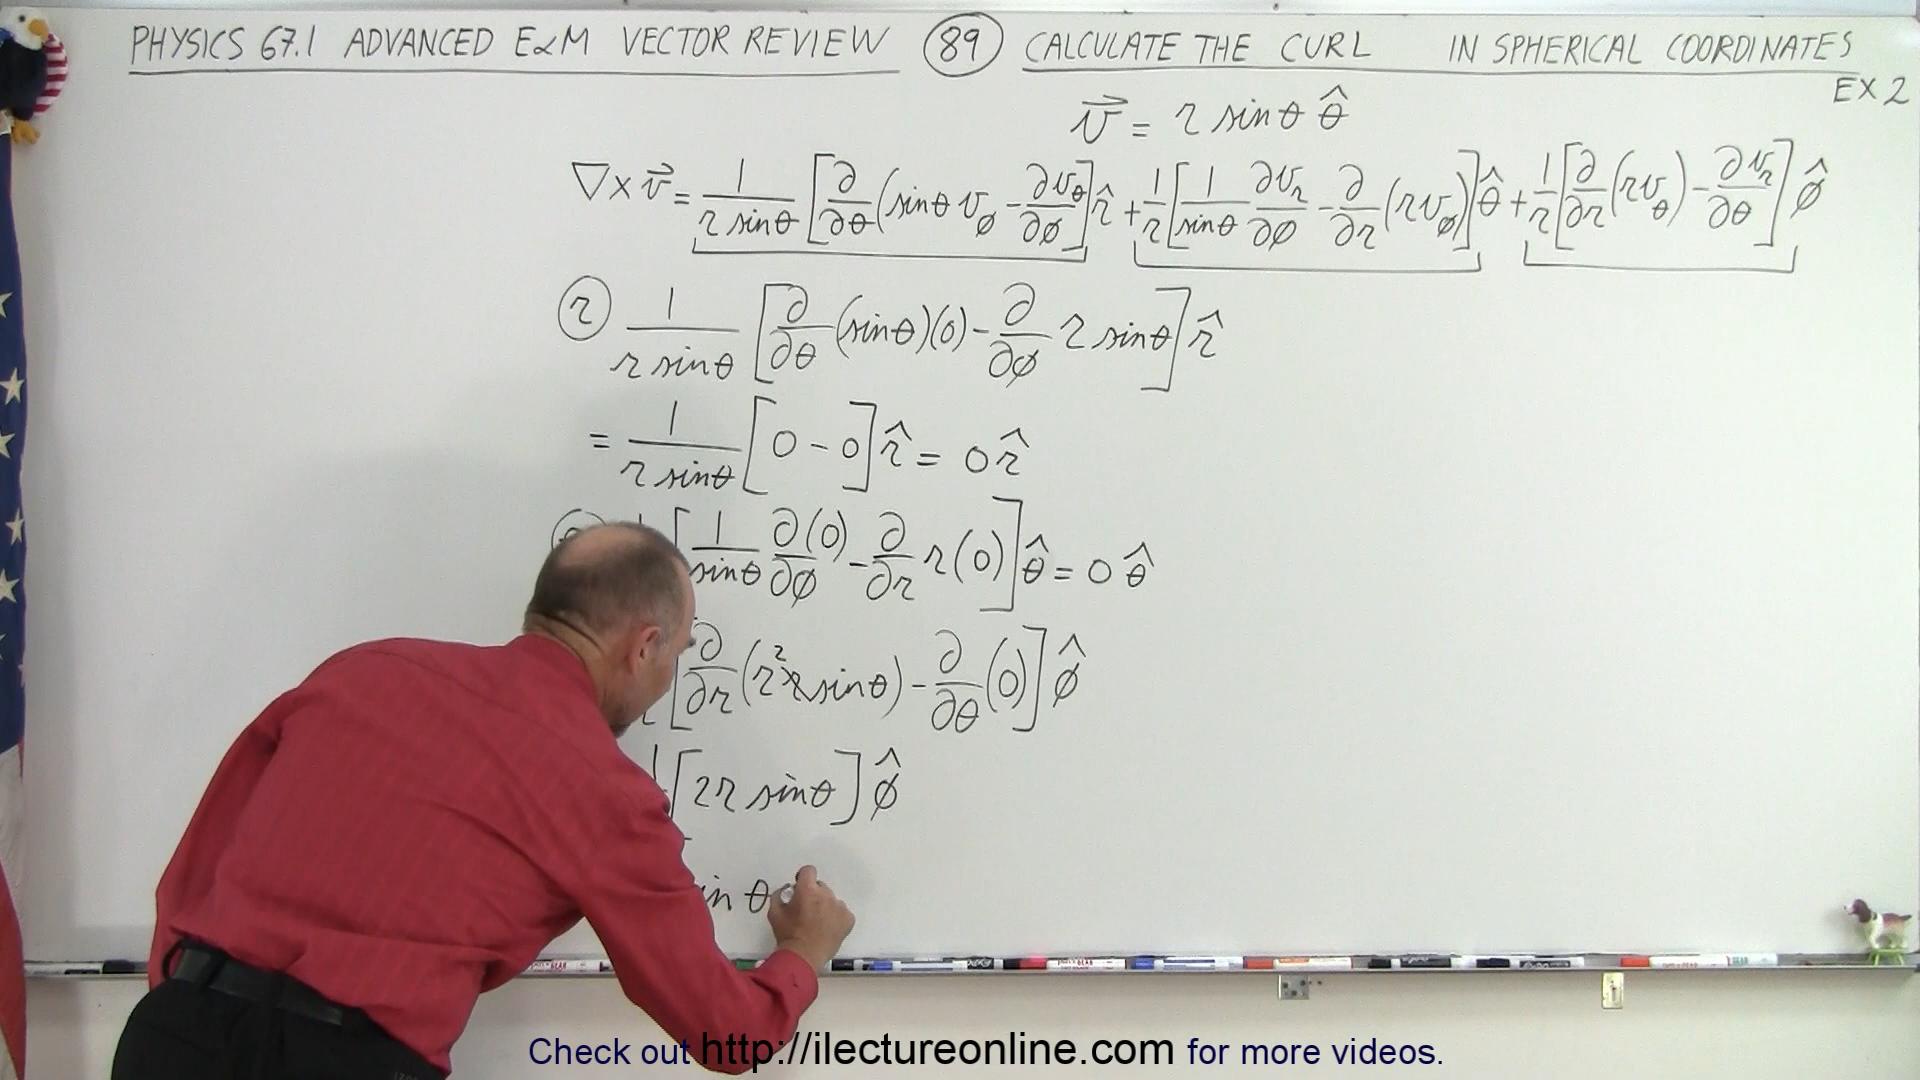 PHYSICS 67.1 ADVANCED E&M VECTOR REVIEW 89 CALCULATE THE CURL IN SPHERICAL COORDINATES
EX 2
v⃗ = r sinθ θ̂
∇×v⃗ = 1/(r sinθ) [∂/∂θ (sinθ v_ϕ − ∂v_θ/∂ϕ] r̂ + 1/r [1/sinθ ∂v_r/∂ϕ − ∂/∂r (r v_ϕ)] θ̂ + 1/r [∂/∂r (r v_θ) − ∂v_r/∂θ] ϕ̂
r 1/(r sinθ) [∂/∂θ (sinθ)(0) − ∂/∂ϕ r sinθ] r̂
= 1/(r sinθ) [0 − 0] r̂ = 0 r̂
[1/sinθ ∂(0)/∂ϕ − ∂/∂r r(0)] θ̂ = 0 θ̂
[∂/∂r (r² sinθ) − ∂/∂θ (0)] ϕ̂
[2r sinθ] ϕ̂
in θ
Check out http://ilectureonline.com for more videos.